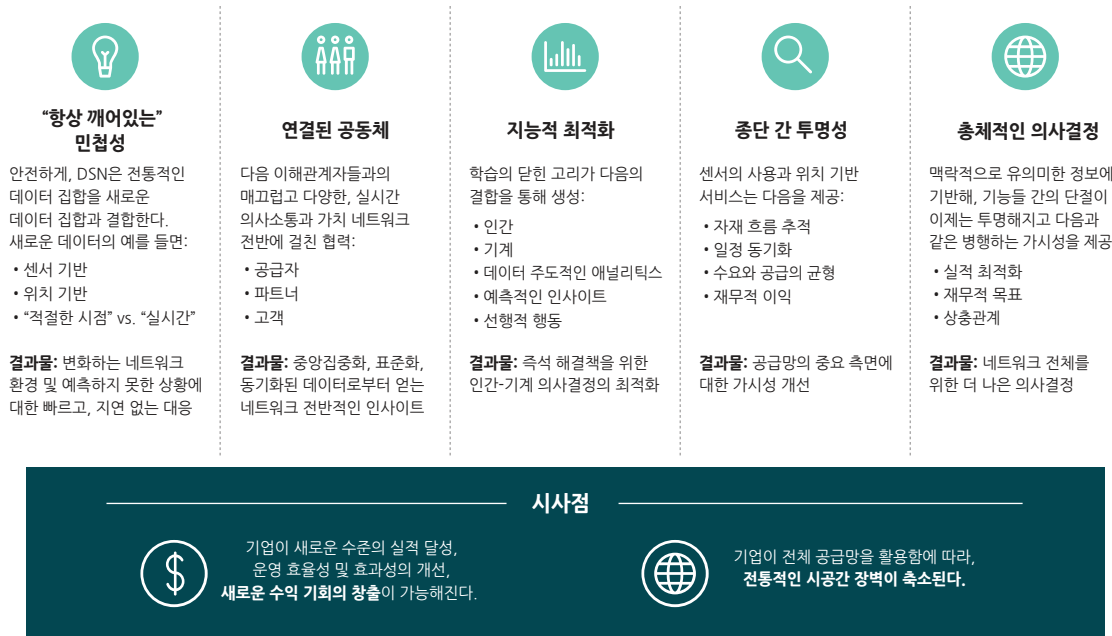 “항상 깨어있는”
민첩성
안전하게, DSN은 전통적인
데이터 집합을 새로운
데이터 집합과 결합한다.
새로운 데이터의 예를 들면:
• 센서 기반
• 위치 기반
• “적절한 시점” vs. “실시간”
결과물: 변화하는 네트워크
환경 및 예측하지 못한 상황에
대한 빠르고, 지연 없는 대응
연결된 공동체
다음 이해관계자들과의
매끄럽고 다양한, 실시간
의사소통과 가치 네트워크
전반에 걸친 협력:
• 공급자
• 파트너
• 고객
결과물: 중앙집중화, 표준화,
동기화된 데이터로부터 얻는
네트워크 전반적인 인사이트
지능적 최적화
학습의 닫힌 고리가 다음의
결합을 통해 생성:
• 인간
• 기계
• 데이터 주도적인 애널리틱스
• 예측적인 인사이트
• 선행적 행동
결과물: 즉석 해결책을 위한
인간-기계 의사결정의 최적화
종단 간 투명성
센서의 사용과 위치 기반
서비스는 다음을 제공:
• 자재 흐름 추적
• 일정 동기화
• 수요와 공급의 균형
• 재무적 이익
결과물: 공급망의 중요 측면에
대한 가시성 개선
총체적인 의사결정
맥락적으로 유의미한 정보에
기반해, 기능들 간의 단절이
이제는 투명해지고 다음과
같은 병행하는 가시성을 제공
• 실적 최적화
• 재무적 목표
• 상충관계
결과물: 네트워크 전체를
위한 더 나은 의사결정
시사점
기업이 새로운 수준의 실적 달성,
운영 효율성 및 효과성의 개선,
새로운 수익 기회의 창출이 가능해진다.
기업이 전체 공급망을 활용함에 따라,
전통적인 시공간 장벽이 축소된다.